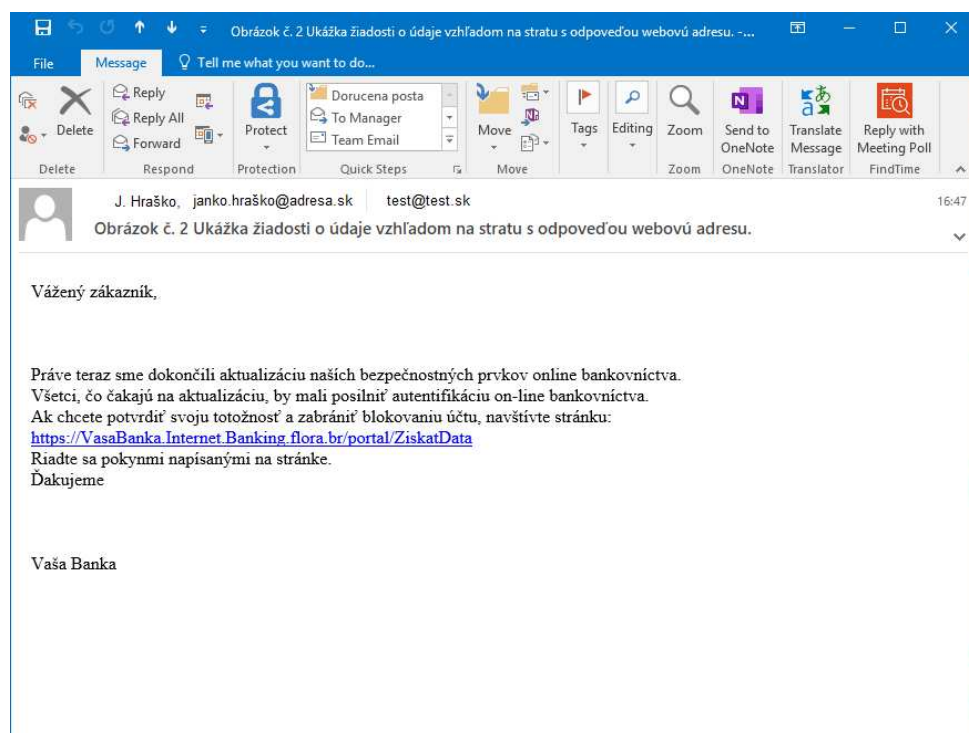 Obrázok č. 2 Ukážka žiadosti o údaje vzhľadom na stratu s odpoveďou webovú adresu. -...
File Message Tell me what you want to do...
Delete
Reply
Reply All
Forward
Protect
Dorucena posta
To Manager
Team Email
Move
Tags
Editing
Zoom
Send to OneNote
Translate Message
Reply with Meeting Poll
Delete Respond Protection Quick Steps Move Zoom OneNote Translator FindTime
J. Hraško, janko.hraško@adresa.sk test@test.sk 16:47
Obrázok č. 2 Ukážka žiadosti o údaje vzhľadom na stratu s odpoveďou webovú adresu.
Vážený zákazník,
Práve teraz sme dokončili aktualizáciu naších bezpečnostných prvkov online bankovníctva.
Všetci, čo čakajú na aktualizáciu, by mali posilniť autentifikáciu on-line bankovníctva.
Ak chcete potvrdiť svoju totožnosť a zabrániť blokovaniu účtu, navštívte stránku:
https://VasaBanka.Internet.Banking.flora.br/portal/ZiskatData
Riadte sa pokynmi napísanými na stránke.
Ďakujeme
Vaša Banka